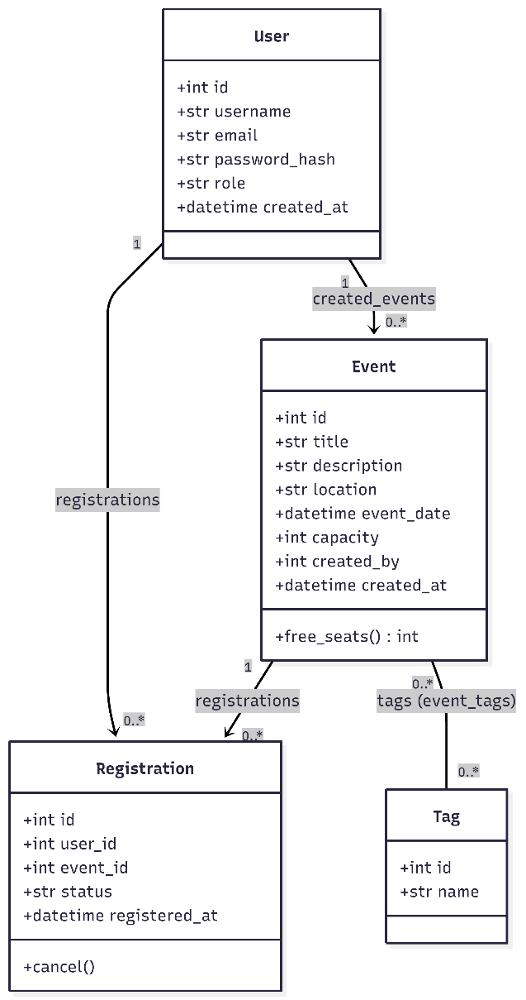 User
+int id
+str username
+str email
+str password_hash
+str role
+datetime created_at
1
1
created_events
0..*
Event
+int id
+str title
+str description
+str location
+datetime event_date
+int capacity
+int created_by
+datetime created_at
+free_seats() : int
registrations
1
0..*
registrations
tags (event_tags)
0..*
0..*
0..*
Registration
+int id
+int user_id
+int event_id
+str status
+datetime registered_at
+cancel()
Tag
+int id
+str name